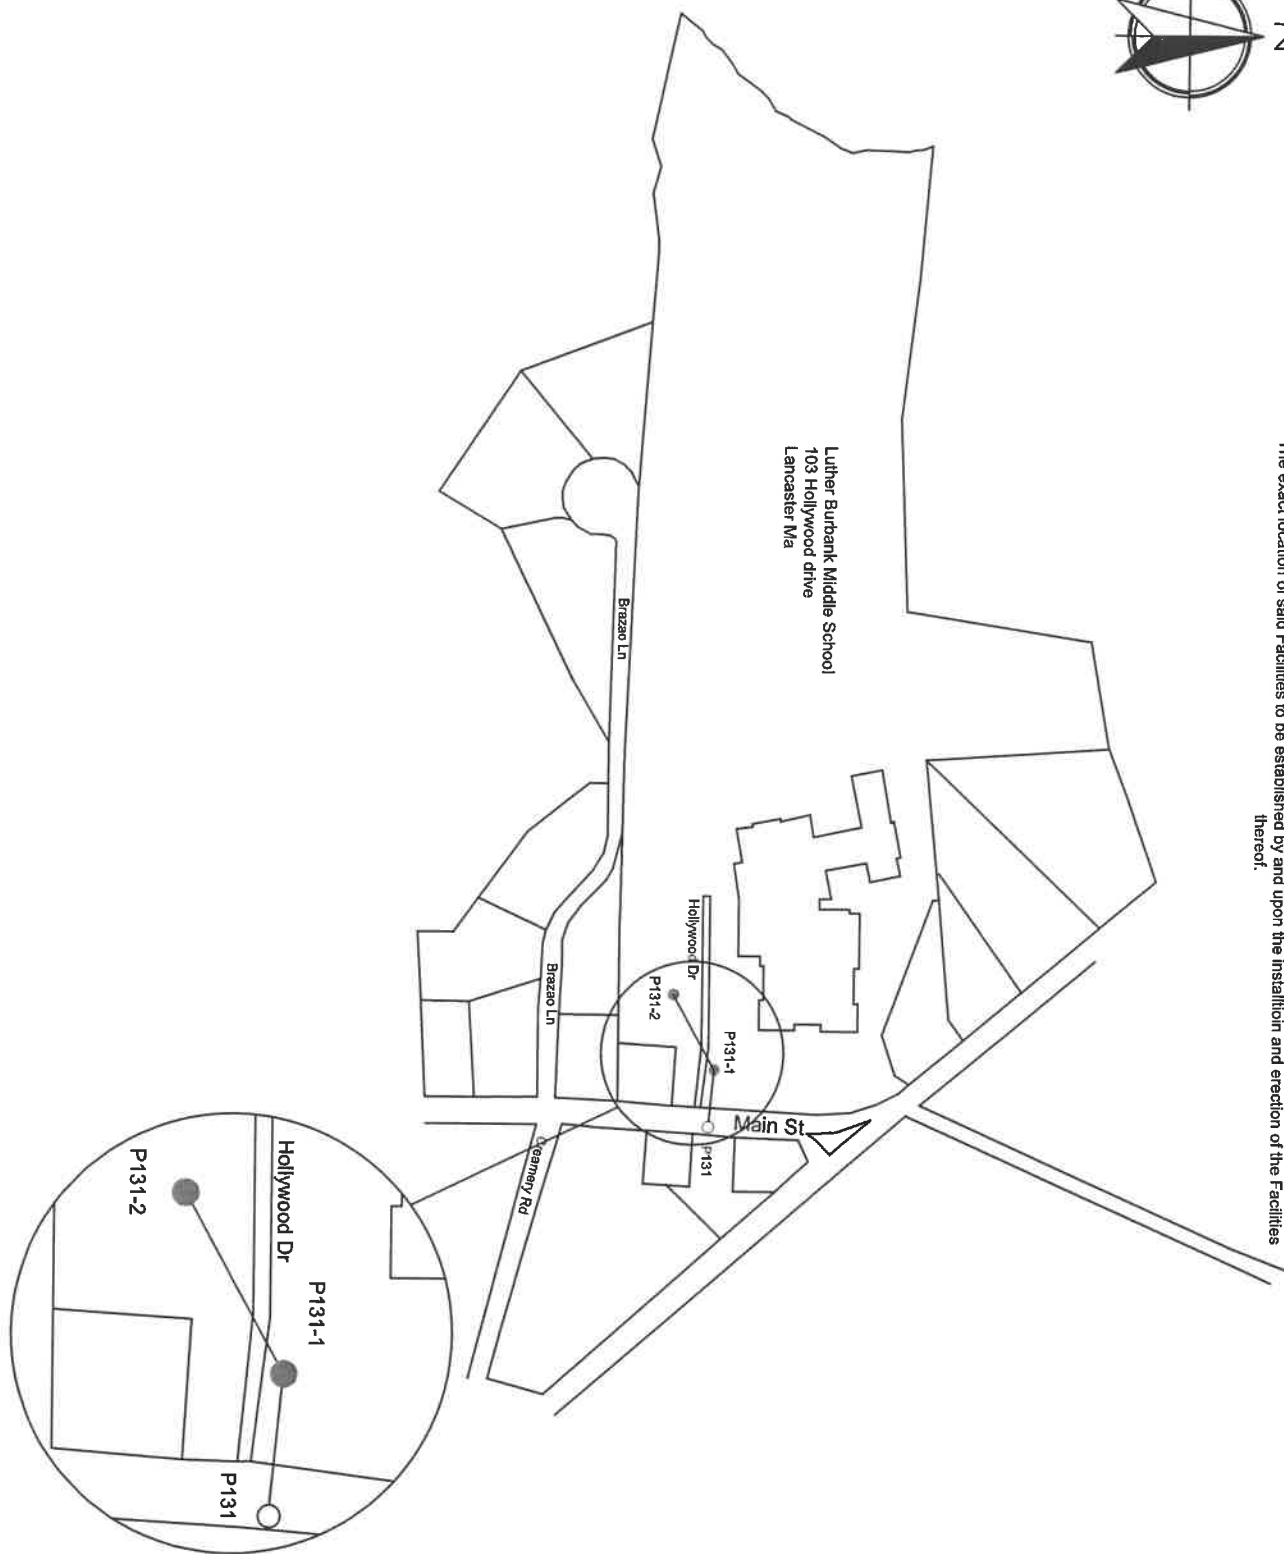 N
The exact location of said Facilities to be established by and upon the installtioin and erection of the Facilities
thereof.
Luther Burbank Middle School
103 Hollywood drive
Lancaster Ma
Brazao Ln
Hollywood Dr
P131-2
P131-1
Brazao Ln
Main St
P131
Creamery Rd
Hollywood Dr
P131-1
P131-2
P131